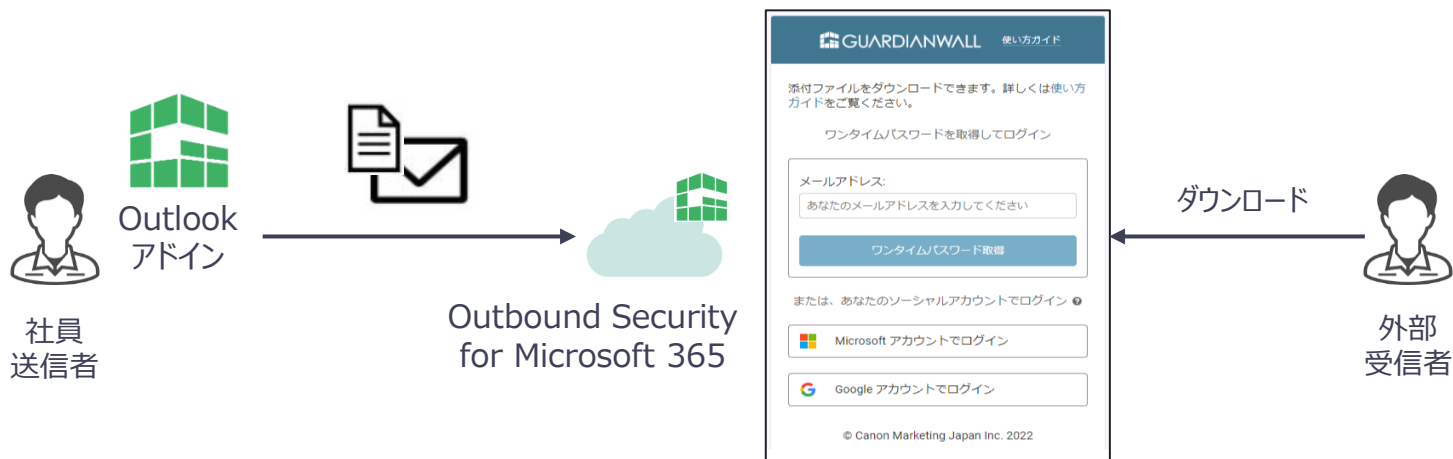 社員
送信者
Outlook
アドイン
Outbound Security
for Microsoft 365
GUARDIANWALL
使い方ガイド
添付ファイルをダウンロードできます。詳しくは使い方
ガイドをご覧ください。
ワンタイムパスワードを取得してログイン
メールアドレス:
あなたのメールアドレスを入力してください
ワンタイムパスワード取得
または、あなたのソーシャルアカウントでログイン
Microsoft アカウントでログイン
Google アカウントでログイン
© Canon Marketing Japan Inc. 2022
ダウンロード
外部
受信者